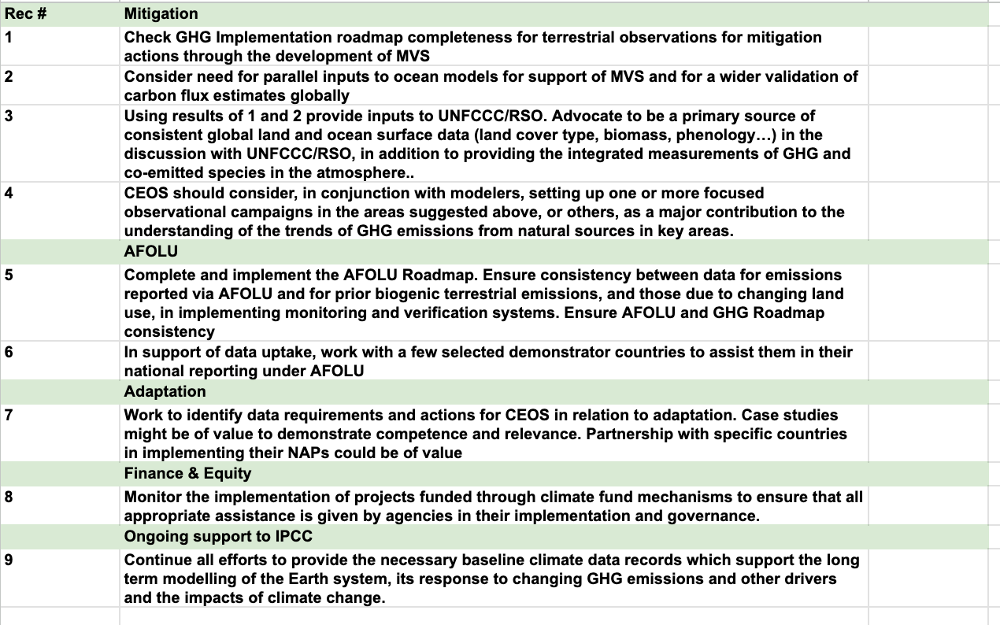 Rec # Mitigation
1 Check GHG Implementation roadmap completeness for terrestrial observations for mitigation
actions through the development of MVS
2 Consider need for parallel inputs to ocean models for support of MVS and for a wider validation of
carbon flux estimates globally
3 Using results of 1 and 2 provide inputs to UNFCCC/RSO. Advocate to be a primary source of
consistent global land and ocean surface data (land cover type, biomass, phenology…) in the
discussion with UNFCCC/RSO, in addition to providing the integrated measurements of GHG and
co-emitted species in the atmosphere..
4 CEOS should consider, in conjunction with modelers, setting up one or more focused
observational campaigns in the areas suggested above, or others, as a major contribution to the
understanding of the trends of GHG emissions from natural sources in key areas.
AFOLU
5 Complete and implement the AFOLU Roadmap. Ensure consistency between data for emissions
reported via AFOLU and for prior biogenic terrestrial emissions, and those due to changing land
use, in implementing monitoring and verification systems. Ensure AFOLU and GHG Roadmap
consistency
6 In support of data uptake, work with a few selected demonstrator countries to assist them in their
national reporting under AFOLU
Adaptation
7 Work to identify data requirements and actions for CEOS in relation to adaptation. Case studies
might be of value to demonstrate competence and relevance. Partnership with specific countries
in implementing their NAPs could be of value
Finance & Equity
8 Monitor the implementation of projects funded through climate fund mechanisms to ensure that all
appropriate assistance is given by agencies in their implementation and governance.
Ongoing support to IPCC
9 Continue all efforts to provide the necessary baseline climate data records which support the long
term modelling of the Earth system, its response to changing GHG emissions and other drivers
and the impacts of climate change.